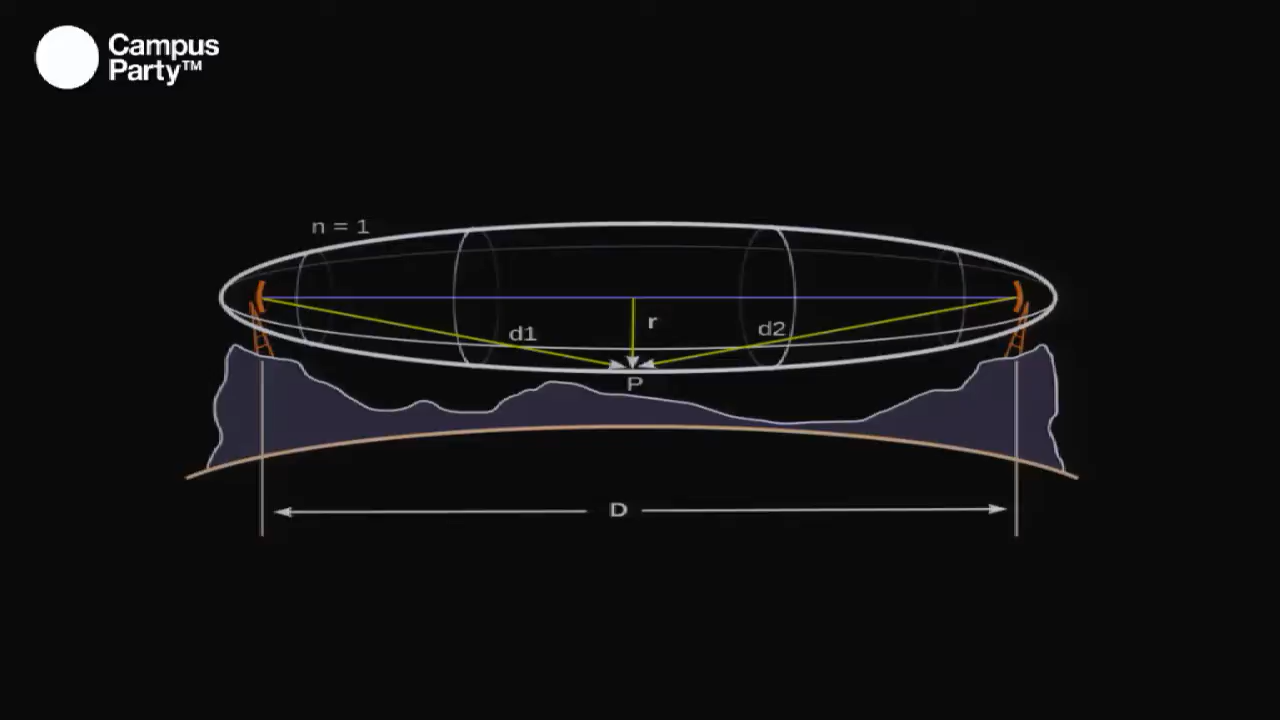 Campus
Party™
n = 1
r
d1
d2
P
D